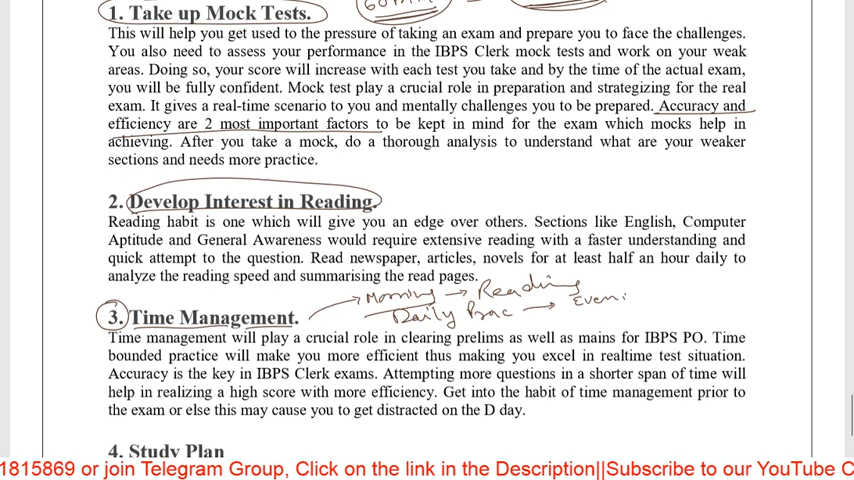 1. Take up Mock Tests.
This will help you get used to the pressure of taking an exam and prepare you to face the challenges.
You also need to assess your performance in the IBPS Clerk mock tests and work on your weak
areas. Doing so, your score will increase with each test you take and by the time of the actual exam,
you will be fully confident. Mock test play a crucial role in preparation and strategizing for the real
exam. It gives a real-time scenario to you and mentally challenges you to be prepared. Accuracy and
efficiency are 2 most important factors to be kept in mind for the exam which mocks help in
achieving. After you take a mock, do a thorough analysis to understand what are your weaker
sections and needs more practice.
2. Develop Interest in Reading.
Reading habit is one which will give you an edge over others. Sections like English, Computer
Aptitude and General Awareness would require extensive reading with a faster understanding and
quick attempt to the question. Read newspaper, articles, novels for at least half an hour daily to
analyze the reading speed and summarising the read pages.
Morning → Reading
Daily Prac → Eveni
3. Time Management.
Time management will play a crucial role in clearing prelims as well as mains for IBPS PO. Time
bounded practice will make you more efficient thus making you excel in realtime test situation.
Accuracy is the key in IBPS Clerk exams. Attempting more questions in a shorter span of time will
help in realizing a high score with more efficiency. Get into the habit of time management prior to
the exam or else this may cause you to get distracted on the D day.
4. Study Plan
1815869 or join Telegram Group, Click on the link in the Description||Subscribe to our YouTube C